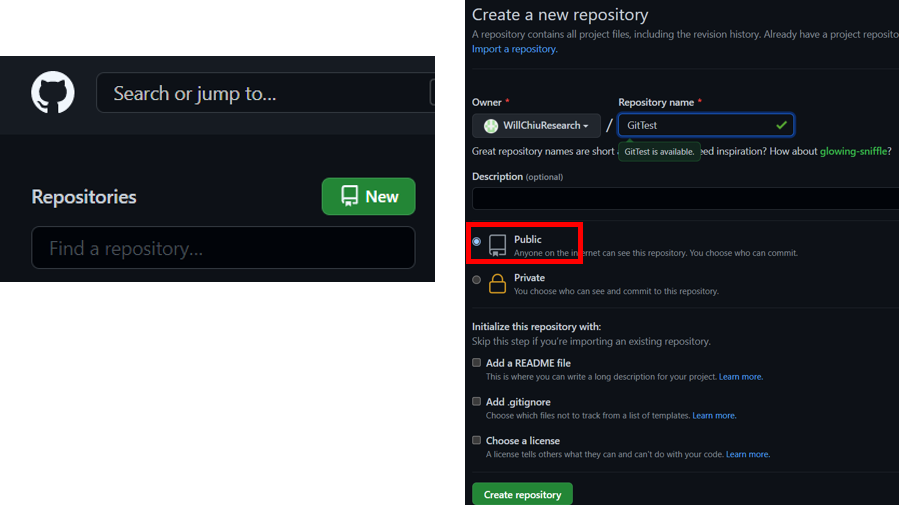 Search or jump to...
Repositories
New
Find a repository...
Create a new repository
A repository contains all project files, including the revision history. Already have a project
Import a repository.
Owner *
Repository name *
WillChiuResearch
/
GitTest
Great repository names are short
GitTest is available.
inspiration? How about glowing-sniffle?
Description (optional)
Public
Anyone on the internet can see this repository. You choose who can commit.
Private
You choose who can see and commit to this repository.
Initialize this repository with:
Skip this step if you're importing an existing repository.
Add a README file
This is where you can write a long description for your project. Learn more.
Add .gitignore
Choose which files not to track from a list of templates. Learn more.
Choose a license
A license tells others what they can and can't do with your code. Learn more.
Create repository